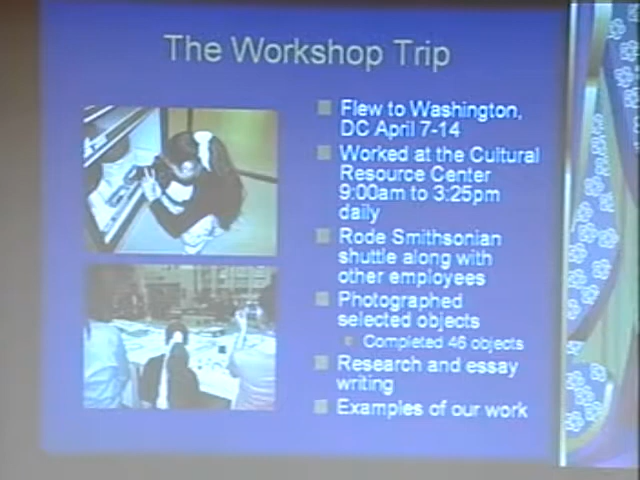 The Workshop Trip
Flew to Washington,
DC April 7-14
Worked at the Cultural
Resource Center
9:00am to 3:25pm
daily
Rode Smithsonian
shuttle along with
other employees
Photographed
selected objects
Completed 46 objects
Research and essay
writing
Examples of our work